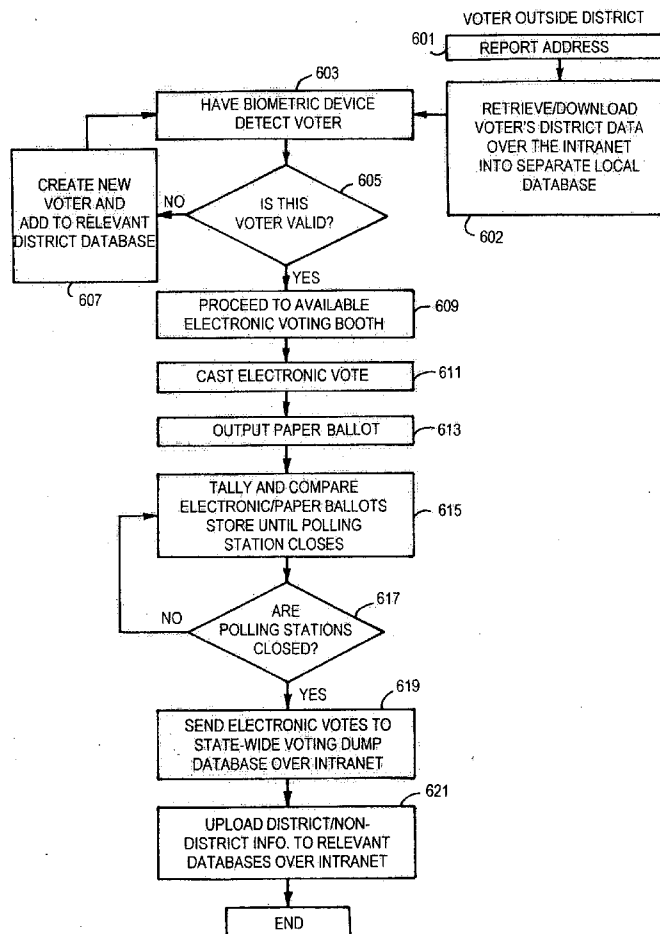 VOTER OUTSIDE DISTRICT
601
REPORT ADDRESS
603
HAVE BIOMETRIC DEVICE
DETECT VOTER
RETRIEVE/DOWNLOAD
VOTER'S DISTRICT DATA
OVER THE INTRANET
INTO SEPARATE LOCAL
DATABASE
602
CREATE NEW
VOTER AND
ADD TO RELEVANT
DISTRICT DATABASE
607
NO
605
IS THIS
VOTER VALID?
YES
PROCEED TO AVAILABLE
ELECTRONIC VOTING BOOTH
609
CAST ELECTRONIC VOTE
611
OUTPUT PAPER BALLOT
613
TALLY AND COMPARE
ELECTRONIC/PAPER BALLOTS
STORE UNTIL POLLING
STATION CLOSES
615
617
NO
ARE
POLLING STATIONS
CLOSED?
YES
619
SEND ELECTRONIC VOTES TO
STATE-WIDE VOTING DUMP
DATABASE OVER INTRANET
621
UPLOAD DISTRICT/NON-
DISTRICT INFO. TO RELEVANT
DATABASES OVER INTRANET
END